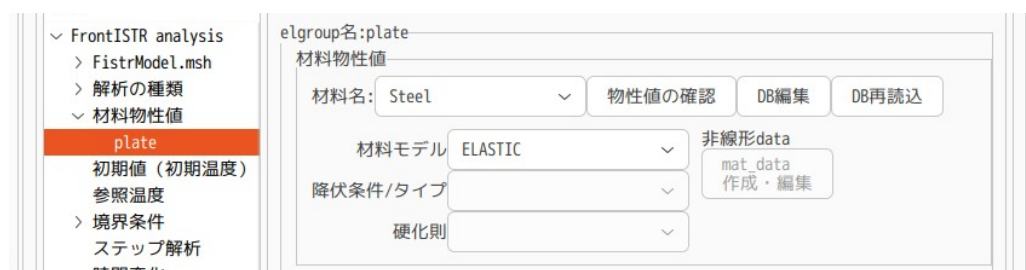 FrontISTR analysis
FistrModel.msh
解析の種類
材料物性値
plate
初期値 (初期温度)
参照温度
境界条件
ステップ解析
elgroup名:plate
材料物性値
材料名: Steel 物性値の確認 DB編集 DB再読込
材料モデル ELASTIC
降伏条件/タイプ
硬化則
非線形data
mat_data
作成・編集